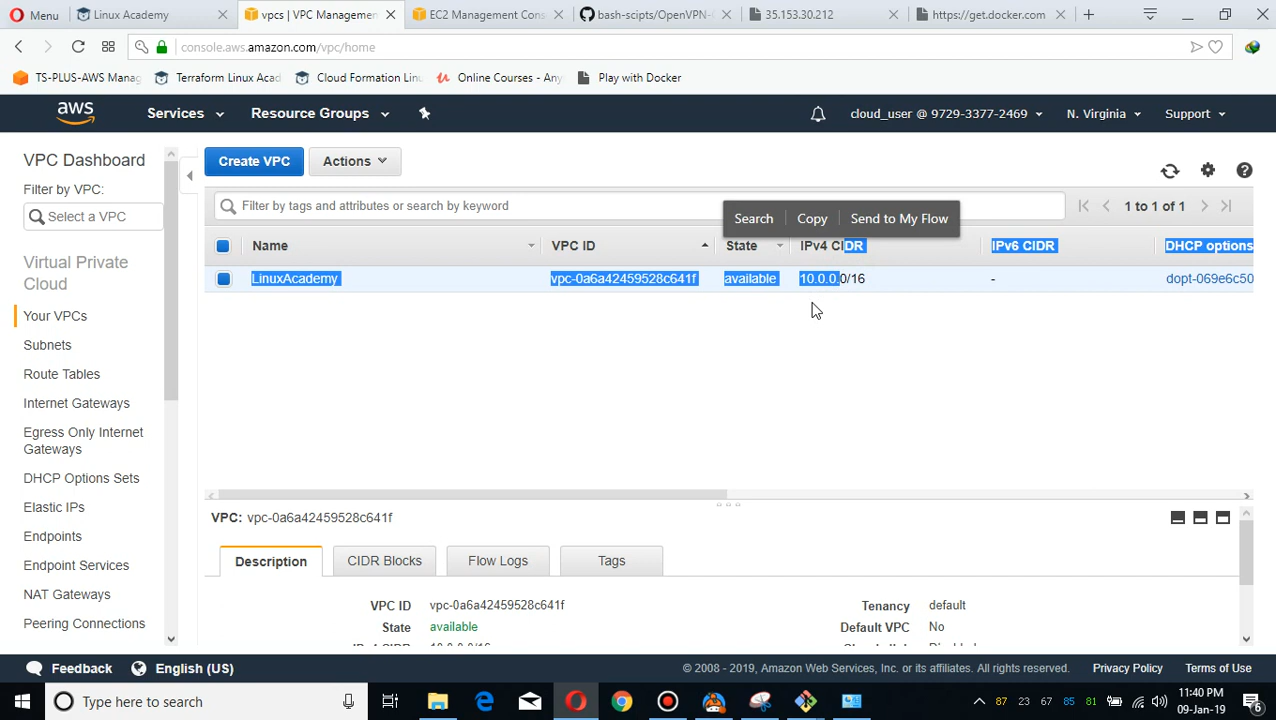 Menu
Linux Academy
vpcs | VPC Managemen
EC2 Management Cons
bash-scipts/OpenVPN-
35.153.30.212
https://get.docker.com
console.aws.amazon.com/vpc/home
TS-PLUS-AWS Manag
Terraform Linux Acad
Cloud Formation Linu
Online Courses - Any
Play with Docker
aws
Services
Resource Groups
cloud_user @ 9729-3377-2469
N. Virginia
Support
VPC Dashboard
Filter by VPC:
Select a VPC
Virtual Private
Cloud
Your VPCs
Subnets
Route Tables
Internet Gateways
Egress Only Internet
Gateways
DHCP Options Sets
Elastic IPs
Endpoints
Endpoint Services
NAT Gateways
Peering Connections
Create VPC
Actions
Filter by tags and attributes or search by keyword
1 to 1 of 1
Search
Copy
Send to My Flow
Name
VPC ID
State
IPv4 CIDR
IPv6 CIDR
DHCP options
LinuxAcademy
vpc-0a6a42459528c641f
available
10.0.0.0/16
-
dopt-069e6c50
VPC: vpc-0a6a42459528c641f
Description
CIDR Blocks
Flow Logs
Tags
VPC ID
vpc-0a6a42459528c641f
Tenancy
default
State
available
Default VPC
No
Feedback
English (US)
© 2008 - 2019, Amazon Web Services, Inc. or its affiliates. All rights reserved.
Privacy Policy
Terms of Use
Type here to search
87
23
67
85
81
11:40 PM
09-Jan-19
6